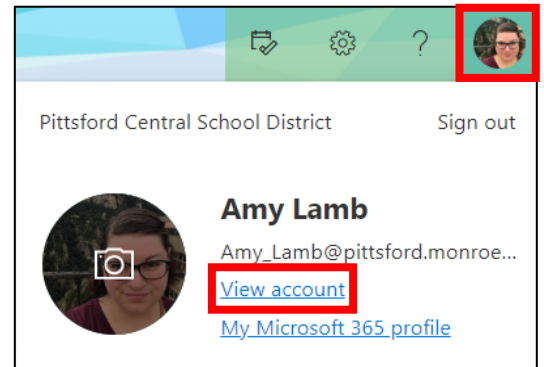 ?
Pittsford Central School District Sign out
Amy Lamb
Amy_Lamb@pittsford.monroe...
View account
My Microsoft 365 profile